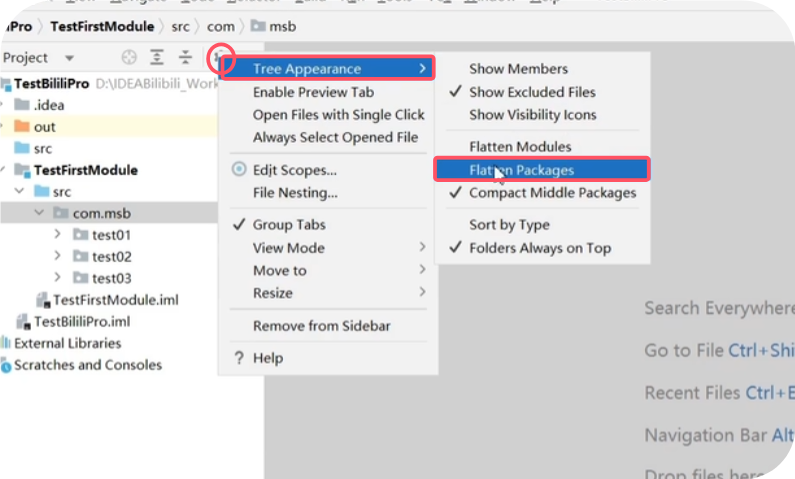 liPro TestFirstModule src com msb
Project
TestBililiPro D:\IDEABilibili_Work
.idea
out
src
TestFirstModule
src
com.msb
test01
test02
test03
TestFirstModule.iml
TestBililiPro.iml
External Libraries
Scratches and Consoles
Tree Appearance
Enable Preview Tab
Open Files with Single Click
Always Select Opened File
Edit Scopes...
File Nesting...
Group Tabs
View Mode
Move to
Resize
Remove from Sidebar
? Help
Show Members
Show Excluded Files
Show Visibility Icons
Flatten Modules
Flatten Packages
Compact Middle Packages
Sort by Type
Folders Always on Top
Search Everywhere
Go to File Ctrl+Shi
Recent Files Ctrl+E
Navigation Bar Alt
Drop files here